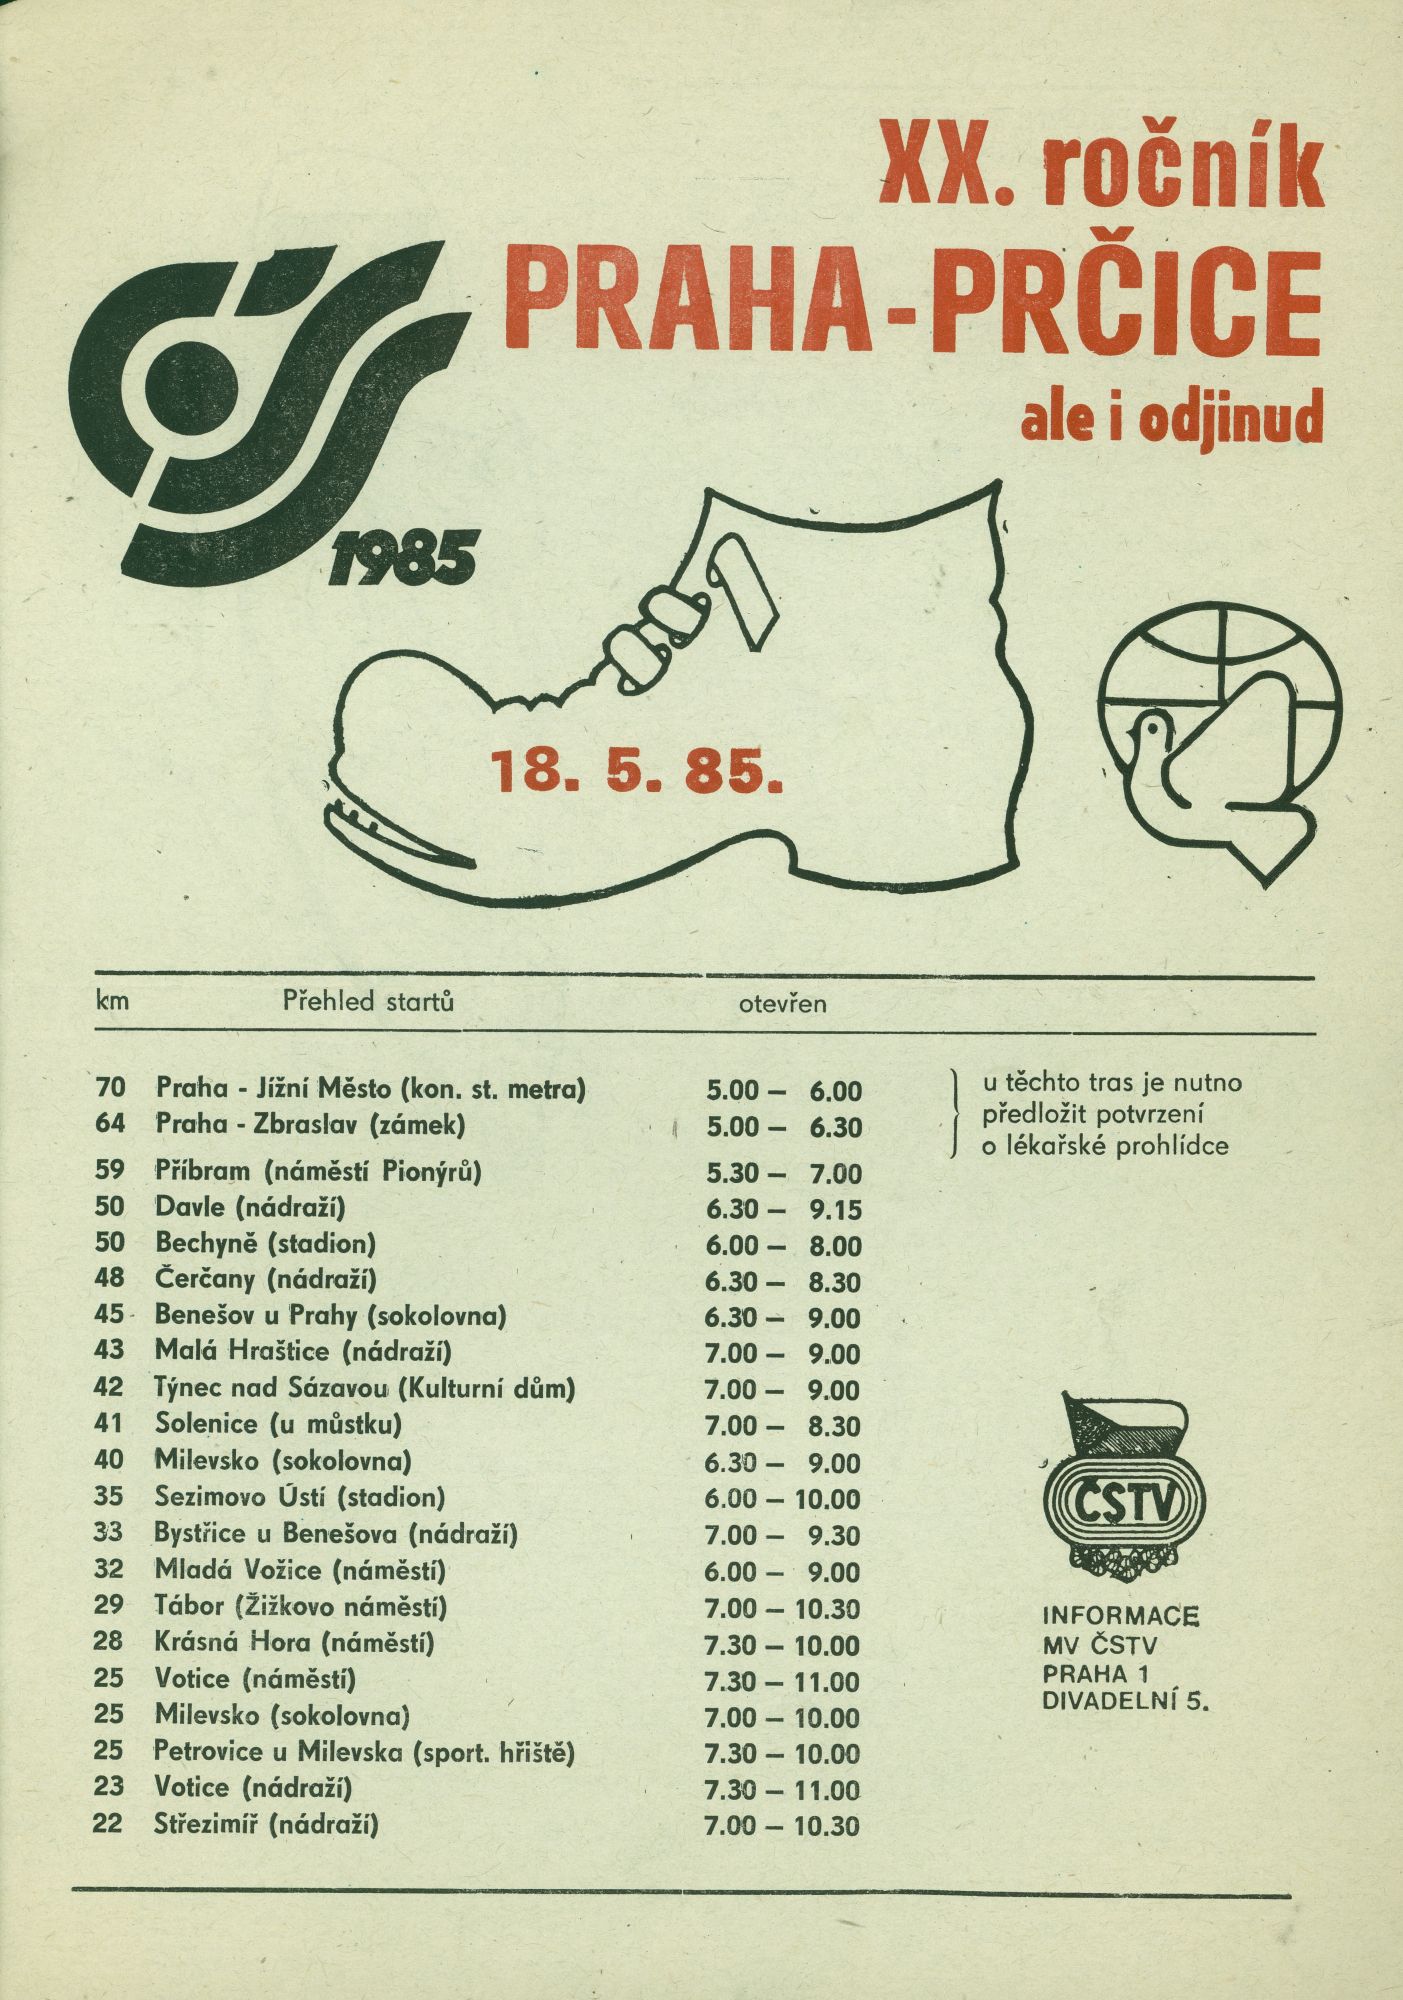 XX. ročník
PRAHA - PRČICE
ale i odjinud
ČS
1985
18. 5. 85.
km Přehled startů otevřen
70 Praha - Jížní Město (kon. st. metra) 5.00 – 6.00
64 Praha - Zbraslav (zámek) 5.00 – 6.30
u těchto tras je nutno
předložit potvrzení
o lékařské prohlídce
59 Příbram (náměstí Pionýrů) 5.30 – 7.00
50 Davle (nádraží) 6.30 – 9.15
50 Bechyně (stadion) 6.00 – 8.00
48 Čerčany (nádraží) 6.30 – 8.30
45 Benešov u Prahy (sokolovna) 6.30 – 9.00
43 Malá Hraštice (nádraží) 7.00 – 9.00
42 Týnec nad Sázavou (Kulturní dům) 7.00 – 9.00
41 Solenice (u můstku) 7.00 – 8.30
40 Milevsko (sokolovna) 6.30 – 9.00
35 Sezimovo Ústí (stadion) 6.00 – 10.00
33 Bystřice u Benešova (nádraží) 7.00 – 9.30
32 Mladá Vožice (náměstí) 6.00 – 9.00
29 Tábor (Žižkovo náměstí) 7.00 – 10.30
28 Krásná Hora (náměstí) 7.30 – 10.00
25 Votice (náměstí) 7.30 – 11.00
25 Milevsko (sokolovna) 7.00 – 10.00
25 Petrovice u Milevska (sport. hřiště) 7.30 – 10.00
23 Votice (nádraží) 7.30 – 11.00
22 Střezimíř (nádraží) 7.00 – 10.30
ČSTV
INFORMACE
MV ČSTV
PRAHA 1
DIVADELNÍ 5.